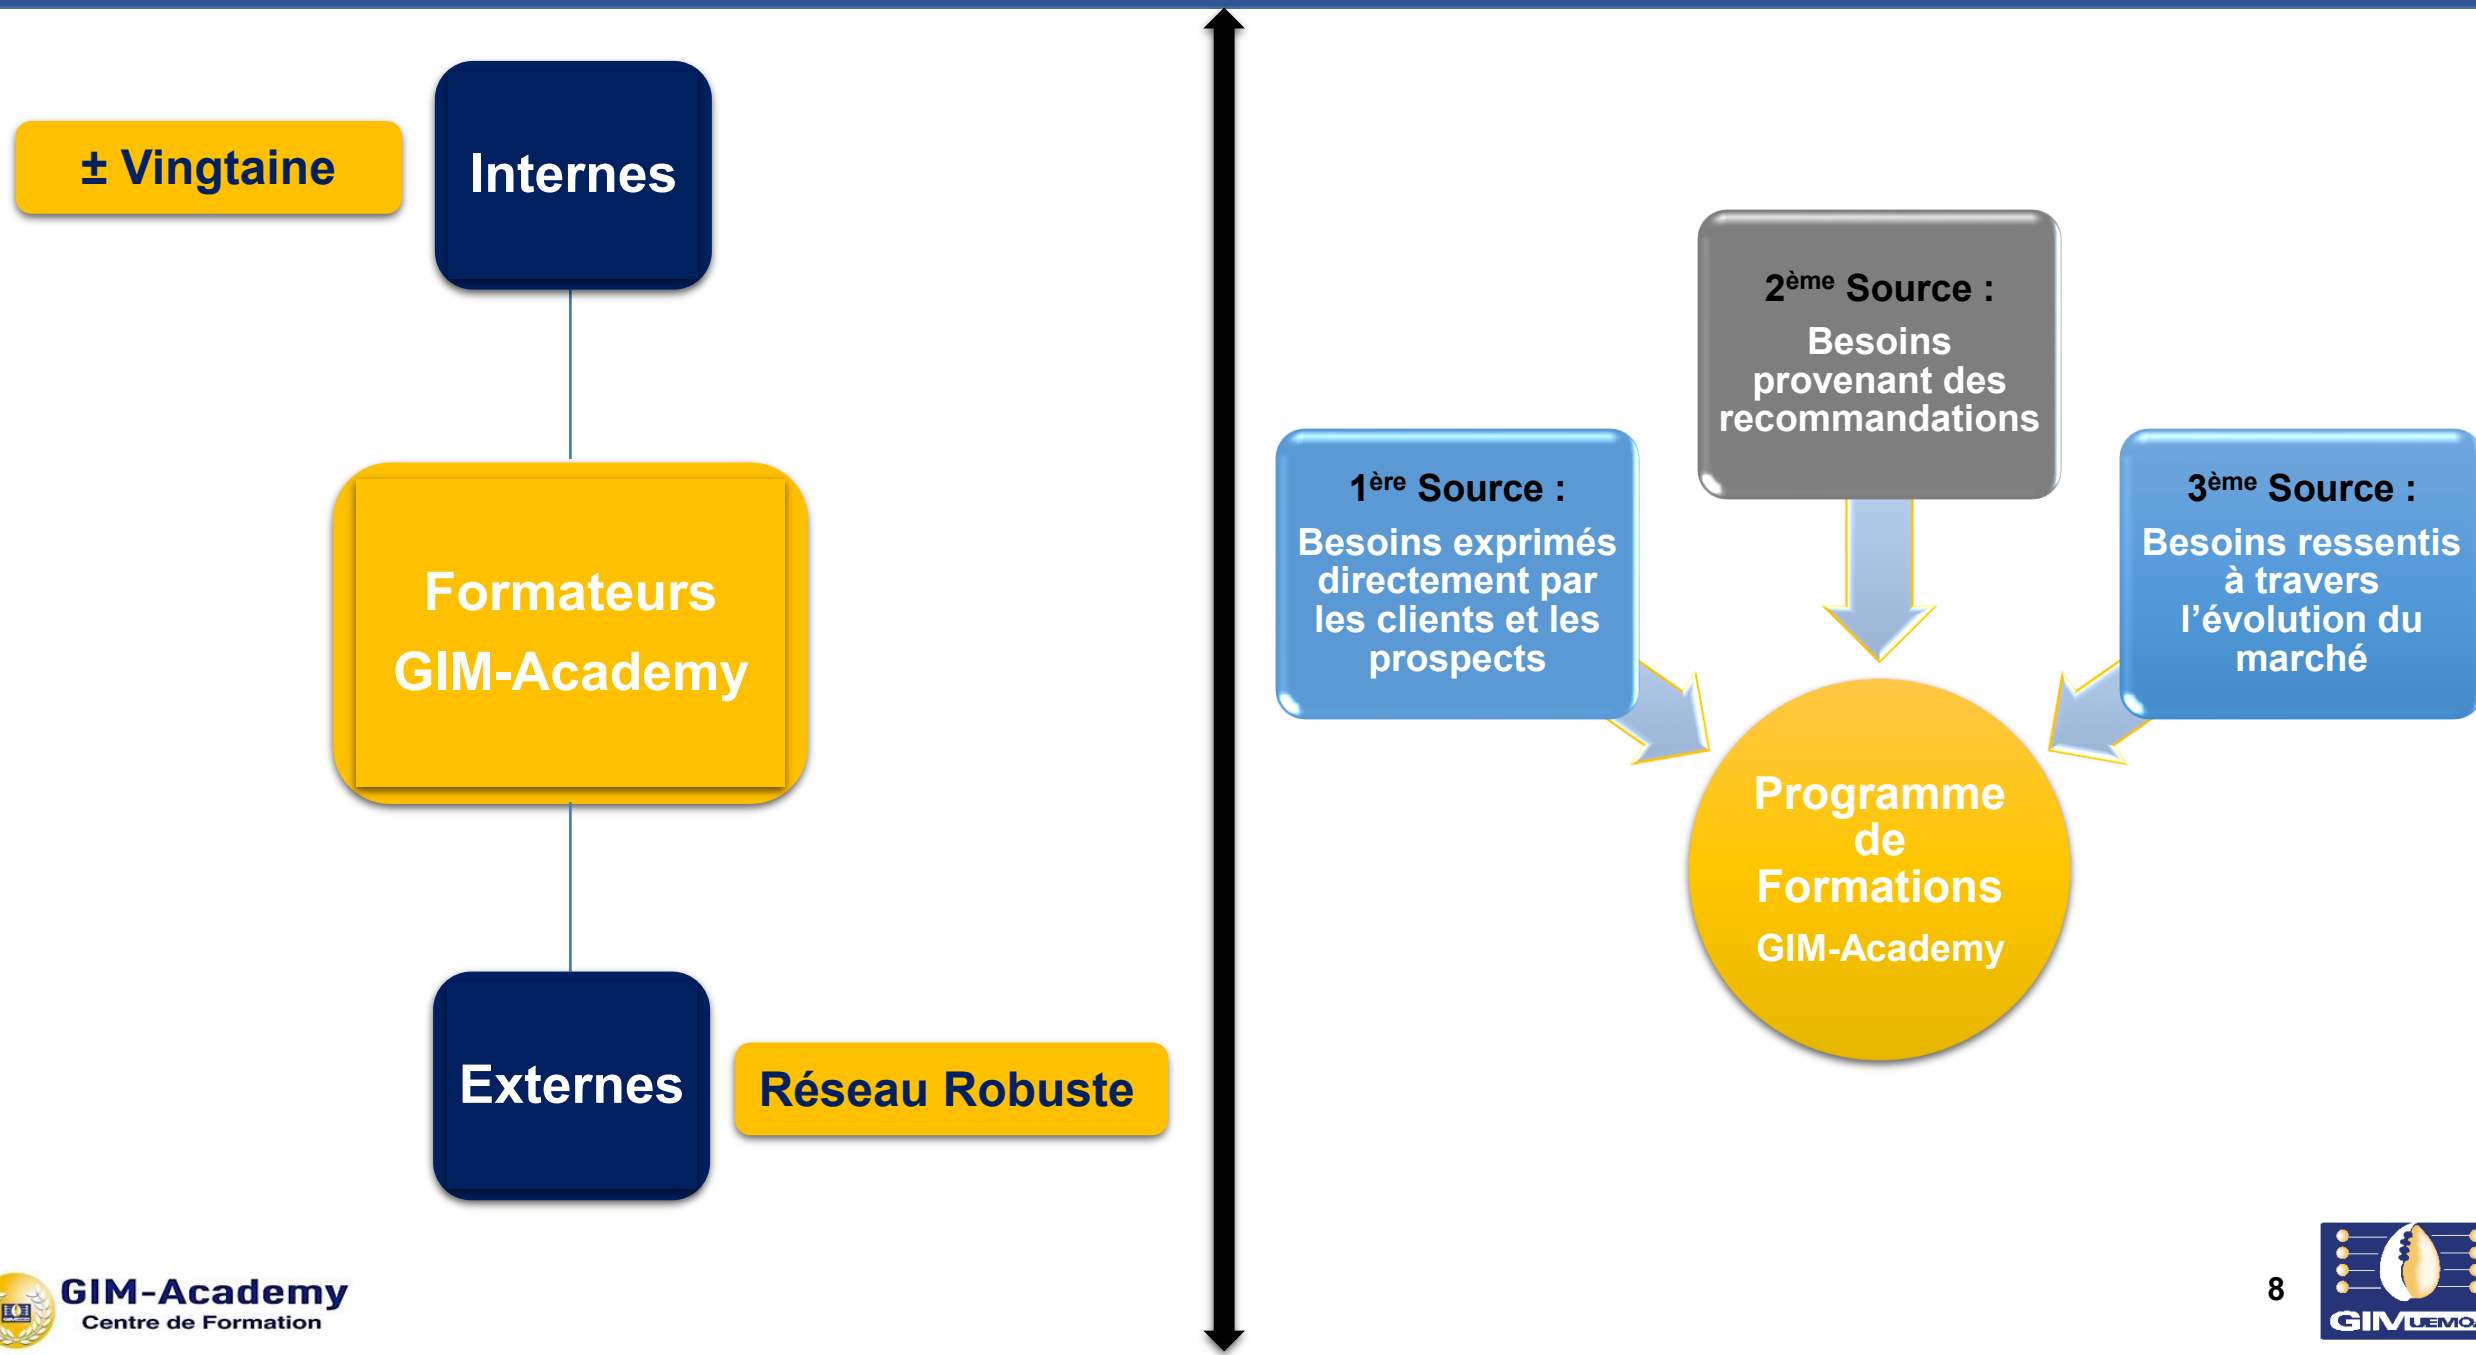 ± Vingtaine
Internes
Formateurs
GIM-Academy
Externes
Réseau Robuste
2ème Source :
Besoins
provenant des
recommandations
1ère Source :
Besoins exprimés
directement par
les clients et les
prospects
3ème Source :
Besoins ressentis
à travers
l’évolution du
marché
Programme
de
Formations
GIM-Academy
GIM-Academy
Centre de Formation
8
GIM UEMOA